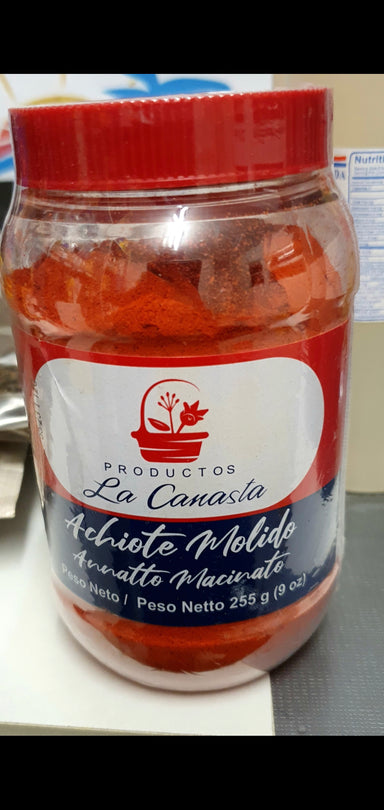 PRODUCTOS
La Canasta
Achiote Molido
Annatto Macinato
Peso Neto / Peso Netto 255 g (9 oz)
Nutriti